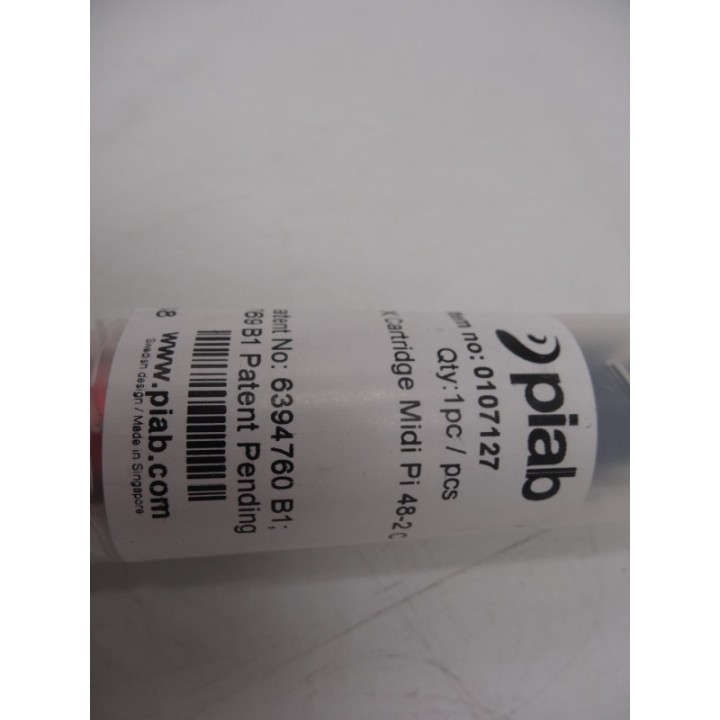 piab
no: 0107127
Qty:1pc / pcs
Cartridge Midi Pi 48-2
No: 6394760 B1;
B1 Patent Pending
www.piab.com
Swedish design / Made in Singapore